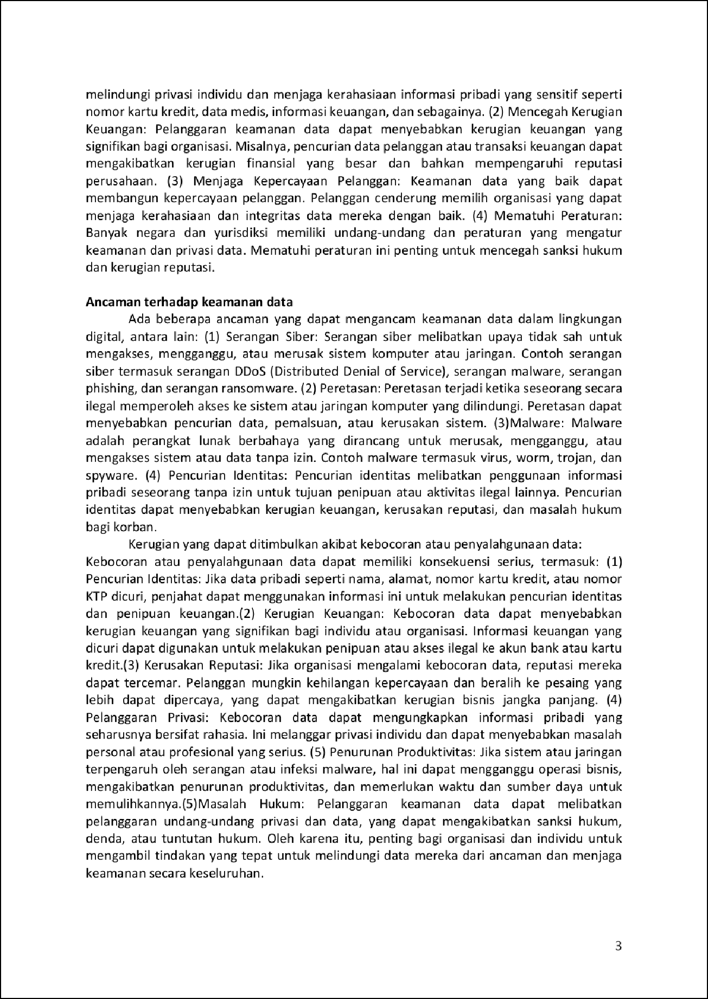 melindungi privasi individu dan menjaga kerahasiaan informasi pribadi yang sensitif seperti
nomor kartu kredit, data medis, informasi keuangan, dan sebagainya. (2) Mencegah Kerugian
Keuangan: Pelanggaran keamanan data dapat menyebabkan kerugian keuangan yang
signifikan bagi organisasi. Misalnya, pencurian data pelanggan atau transaksi keuangan dapat
mengakibatkan kerugian finansial yang besar dan bahkan mempengaruhi reputasi
perusahaan. (3) Menjaga Kepercayaan Pelanggan: Keamanan data yang baik dapat
membangun kepercayaan pelanggan. Pelanggan cenderung memilih organisasi yang dapat
menjaga kerahasiaan dan integritas data mereka dengan baik. (4) Mematuhi Peraturan:
Banyak negara dan yurisdiksi memiliki undang-undang dan peraturan yang mengatur
keamanan dan privasi data. Mematuhi peraturan ini penting untuk mencegah sanksi hukum
dan kerugian reputasi.
Ancaman terhadap keamanan data
Ada beberapa ancaman yang dapat mengancam keamanan data dalam lingkungan
digital, antara lain: (1) Serangan Siber: Serangan siber melibatkan upaya tidak sah untuk
mengakses, mengganggu, atau merusak sistem komputer atau jaringan. Contoh serangan
siber termasuk serangan DDoS (Distributed Denial of Service), serangan malware, serangan
phishing, dan serangan ransomware. (2) Peretasan: Peretasan terjadi ketika seseorang secara
ilegal memperoleh akses ke sistem atau jaringan komputer yang dilindungi. Peretasan dapat
menyebabkan pencurian data, pemalsuan, atau kerusakan sistem. (3)Malware: Malware
adalah perangkat lunak berbahaya yang dirancang untuk merusak, mengganggu, atau
mengakses sistem atau data tanpa izin. Contoh malware termasuk virus, worm, trojan, dan
spyware. (4) Pencurian Identitas: Pencurian identitas melibatkan penggunaan informasi
pribadi seseorang tanpa izin untuk tujuan penipuan atau aktivitas ilegal lainnya. Pencurian
identitas dapat menyebabkan kerugian keuangan, kerusakan reputasi, dan masalah hukum
bagi korban.
Kerugian yang dapat ditimbulkan akibat kebocoran atau penyalahgunaan data:
Kebocoran atau penyalahgunaan data dapat memiliki konsekuensi serius, termasuk: (1)
Pencurian Identitas: Jika data pribadi seperti nama, alamat, nomor kartu kredit, atau nomor
KTP dicuri, penjahat dapat menggunakan informasi ini untuk melakukan pencurian identitas
dan penipuan keuangan.(2) Kerugian Keuangan: Kebocoran data dapat menyebabkan
kerugian keuangan yang signifikan bagi individu atau organisasi. Informasi keuangan yang
dicuri dapat digunakan untuk melakukan penipuan atau akses ilegal ke akun bank atau kartu
kredit.(3) Kerusakan Reputasi: Jika organisasi mengalami kebocoran data, reputasi mereka
dapat tercemar. Pelanggan mungkin kehilangan kepercayaan dan beralih ke pesaing yang
lebih dapat dipercaya, yang dapat mengakibatkan kerugian bisnis jangka panjang. (4)
Pelanggaran Privasi: Kebocoran data dapat mengungkapkan informasi pribadi yang
seharusnya bersifat rahasia. Ini melanggar privasi individu dan dapat menyebabkan masalah
personal atau profesional yang serius. (5) Penurunan Produktivitas: Jika sistem atau jaringan
terpengaruh oleh serangan atau infeksi malware, hal ini dapat mengganggu operasi bisnis,
mengakibatkan penurunan produktivitas, dan memerlukan waktu dan sumber daya untuk
memulihkannya.(5)Masalah Hukum: Pelanggaran keamanan data dapat melibatkan
pelanggaran undang-undang privasi dan data, yang dapat mengakibatkan sanksi hukum,
denda, atau tuntutan hukum. Oleh karena itu, penting bagi organisasi dan individu untuk
mengambil tindakan yang tepat untuk melindungi data mereka dari ancaman dan menjaga
keamanan secara keseluruhan.
3